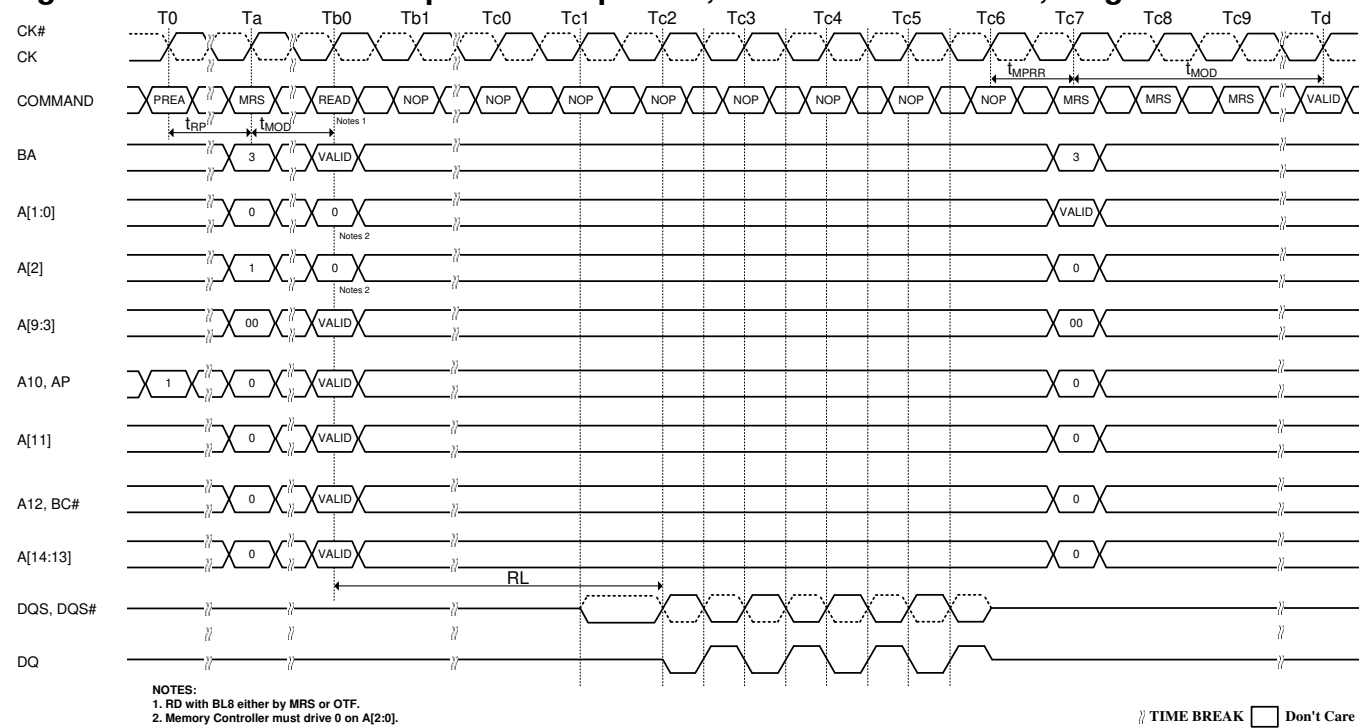 T0 Ta Tb0 Tb1 Tc0 Tc1 Tc2 Tc3 Tc4 Tc5 Tc6 Tc7 Tc8 Tc9 Td
CK#
CK
tMPRR tMOD
COMMAND PREA MRS READ NOP NOP NOP NOP NOP NOP NOP NOP MRS MRS MRS VALID
Notes 1
tRP tMOD
BA 3 VALID 3
A[1:0] 0 0 VALID
Notes 2
A[2] 1 0 0
Notes 2
A[9:3] 00 VALID 00
A10, AP 1 0 VALID 0
A[11] 0 VALID 0
A12, BC# 0 VALID 0
A[14:13] 0 VALID 0
RL
DQS, DQS#
DQ
NOTES:
1. RD with BL8 either by MRS or OTF.
2. Memory Controller must drive 0 on A[2:0].
TIME BREAK Don't Care